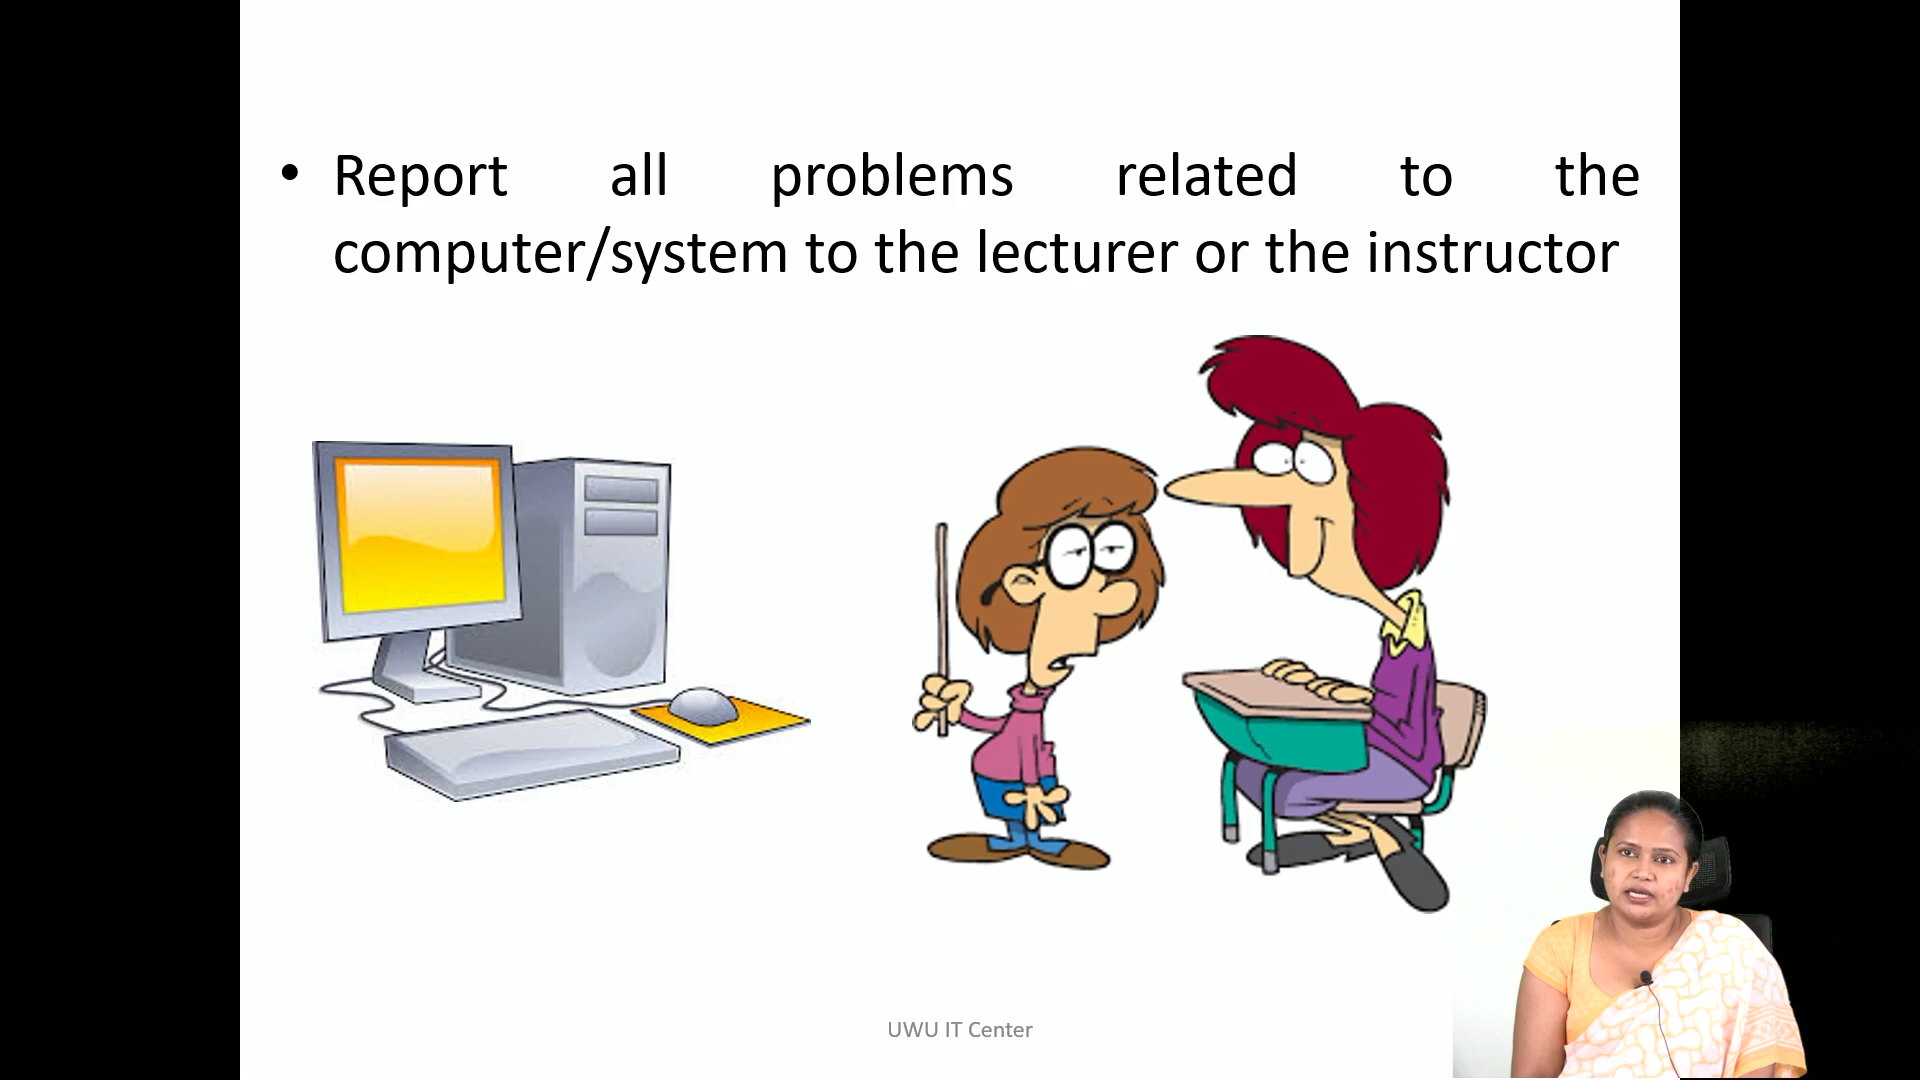 • Report all problems related to the
computer/system to the lecturer or the instructor
UWU IT Center